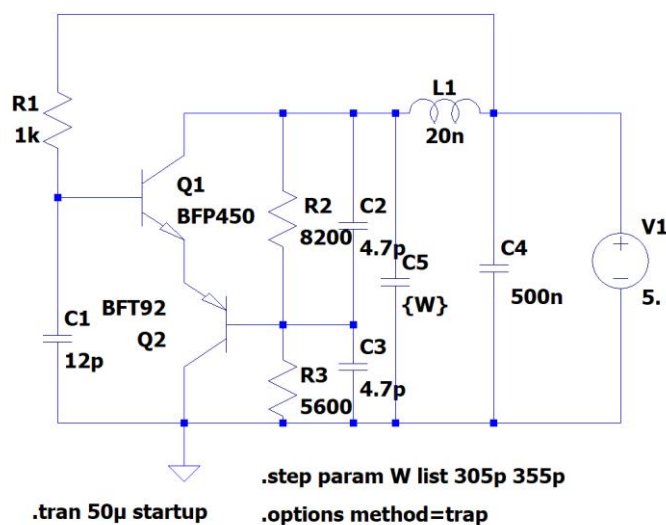 L1
20n
R1
1k
Q1
BFP450
R2
8200
C2
4.7p
C5
{W}
C4
500n
V1
5.
BFT92
Q2
C1
12p
R3
5600
C3
4.7p
.step param W list 305p 355p
.tran 50µ startup
.options method=trap